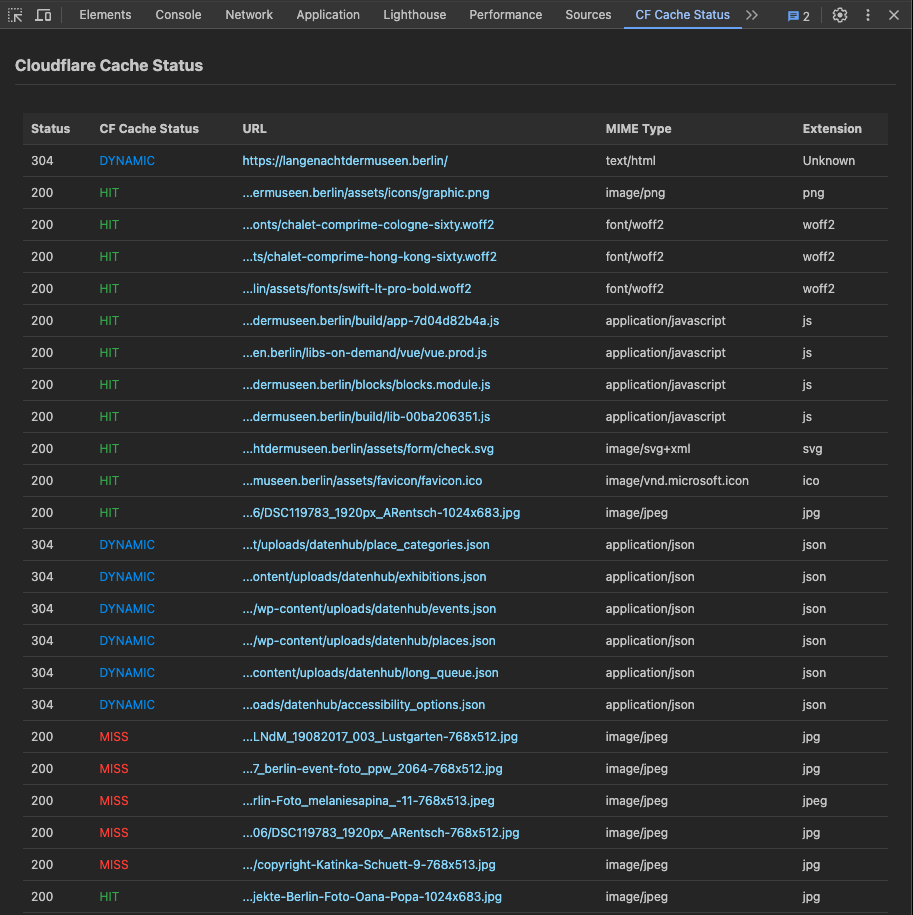 Elements Console Network Application Lighthouse Performance Sources CF Cache Status 2
Cloudflare Cache Status
Status CF Cache Status URL MIME Type Extension
304 DYNAMIC https://langenachtdermuseen.berlin/ text/html Unknown
200 HIT ...ermuseen.berlin/assets/icons/graphic.png image/png png
200 HIT ...onts/chalet-comprime-cologne-sixty.woff2 font/woff2 woff2
200 HIT ...ts/chalet-comprime-hong-kong-sixty.woff2 font/woff2 woff2
200 HIT ...lin/assets/fonts/swift-lt-pro-bold.woff2 font/woff2 woff2
200 HIT ...dermuseen.berlin/build/app-7d04d82b4a.js application/javascript js
200 HIT ...en.berlin/libs-on-demand/vue/vue.prod.js application/javascript js
200 HIT ...dermuseen.berlin/blocks/blocks.module.js application/javascript js
200 HIT ...dermuseen.berlin/build/lib-00ba206351.js application/javascript js
200 HIT ...htdermuseen.berlin/assets/form/check.svg image/svg+xml svg
200 HIT ...museen.berlin/assets/favicon/favicon.ico image/vnd.microsoft.icon ico
200 HIT ...6/DSC119783_1920px_ARentsch-1024x683.jpg image/jpeg jpg
304 DYNAMIC ...t/uploads/datenhub/place_categories.json application/json json
304 DYNAMIC ...ontent/uploads/datenhub/exhibitions.json application/json json
304 DYNAMIC .../wp-content/uploads/datenhub/events.json application/json json
304 DYNAMIC .../wp-content/uploads/datenhub/places.json application/json json
304 DYNAMIC ...content/uploads/datenhub/long_queue.json application/json json
304 DYNAMIC ...oads/datenhub/accessibility_options.json application/json json
200 MISS ...LNdM_19082017_003_Lustgarten-768x512.jpg image/jpeg jpg
200 MISS ...7_berlin-event-foto_ppw_2064-768x512.jpg image/jpeg jpg
200 MISS ...rlin-Foto_melaniesapina_-11-768x513.jpeg image/jpeg jpeg
200 MISS ...06/DSC119783_1920px_ARentsch-768x512.jpg image/jpeg jpg
200 MISS .../copyright-Katinka-Schuett-9-768x513.jpg image/jpeg jpg
200 HIT ...jekte-Berlin-Foto-Oana-Popa-1024x683.jpg image/jpeg jpg